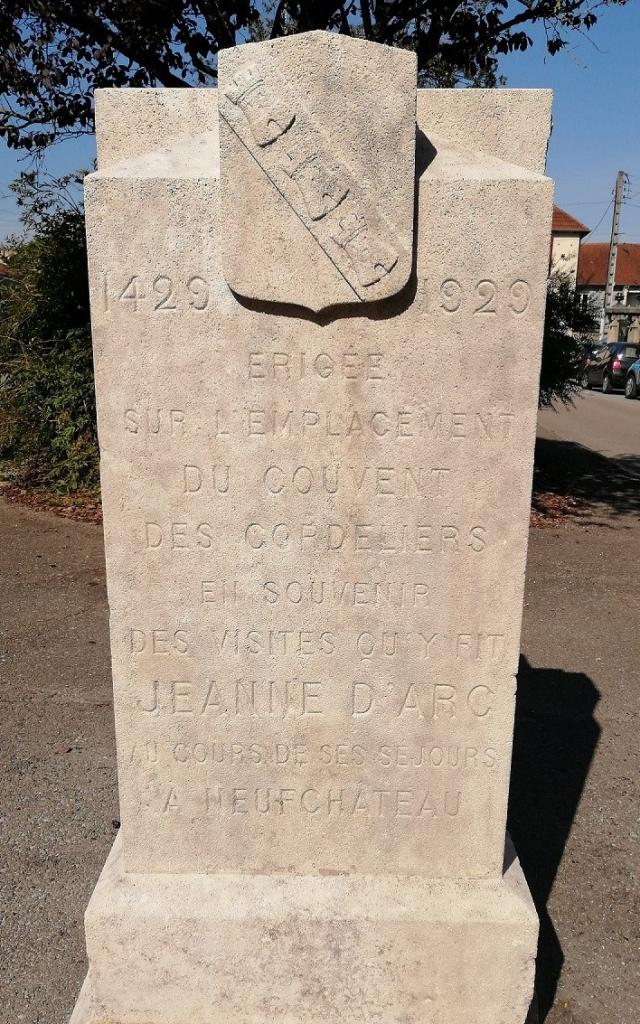 1429 1929
ERIGÉE
SUR L'EMPLACEMENT
DU COUVENT
DES CORDELIERS
EN SOUVENIR
DES VISITES QU'Y FIT
JEANNE D'ARC
AU COURS DE SES SÉJOURS
A NEUFCHATEAU